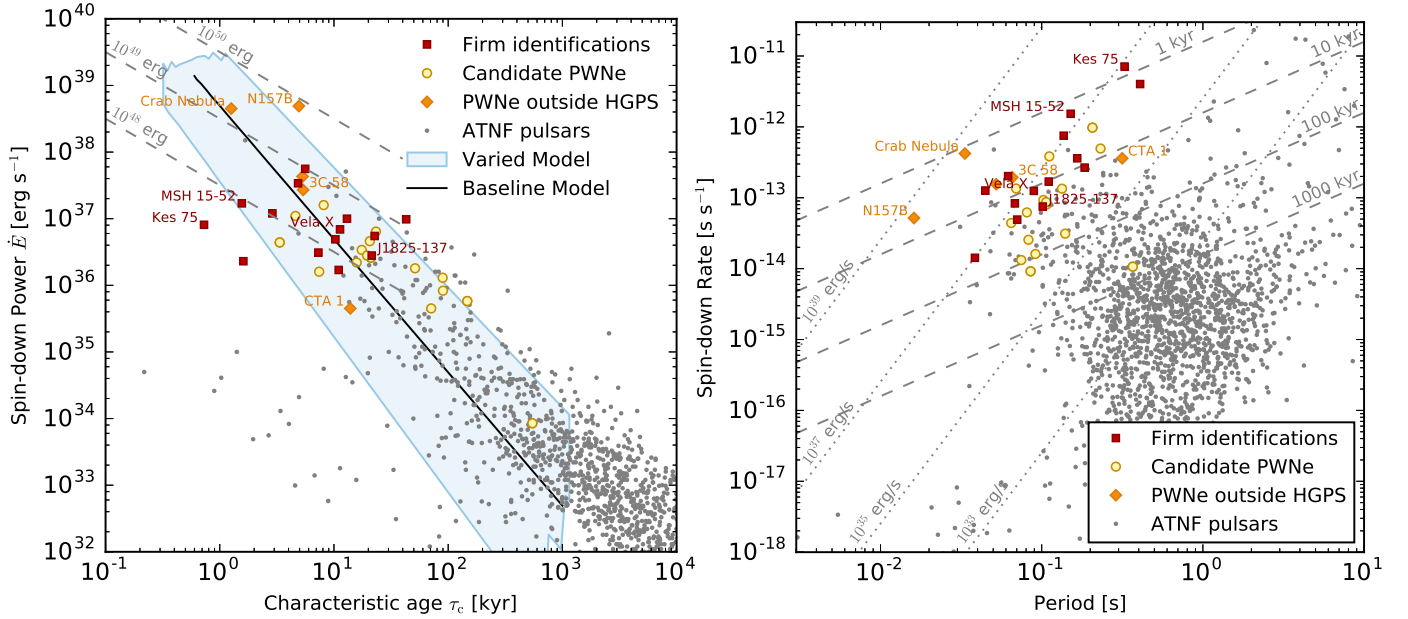 10^40
10^39
10^38
10^37
10^36
10^35
10^34
10^33
10^32
Spin-down Power Ė [erg s^−1]
10^50 erg
10^49 erg
10^48 erg
Crab Nebula
N157B
3C 58
MSH 15-52
Kes 75
Vela X
J1825-137
CTA 1
Firm identifications
Candidate PWNe
PWNe outside HGPS
ATNF pulsars
Varied Model
Baseline Model
10^-1
10^0
10^1
10^2
10^3
10^4
Characteristic age τ_c [kyr]
10^-11
10^-12
10^-13
10^-14
10^-15
10^-16
10^-17
10^-18
Spin-down Rate [s s^−1]
1 kyr
10 kyr
100 kyr
1000 kyr
Kes 75
MSH 15-52
Crab Nebula
CTA 1
3C 58
Vela X
J1825-137
N157B
10^39 erg/s
10^37 erg/s
10^35 erg/s
10^33 erg/s
Firm identifications
Candidate PWNe
PWNe outside HGPS
ATNF pulsars
10^-2
10^-1
10^0
10^1
Period [s]